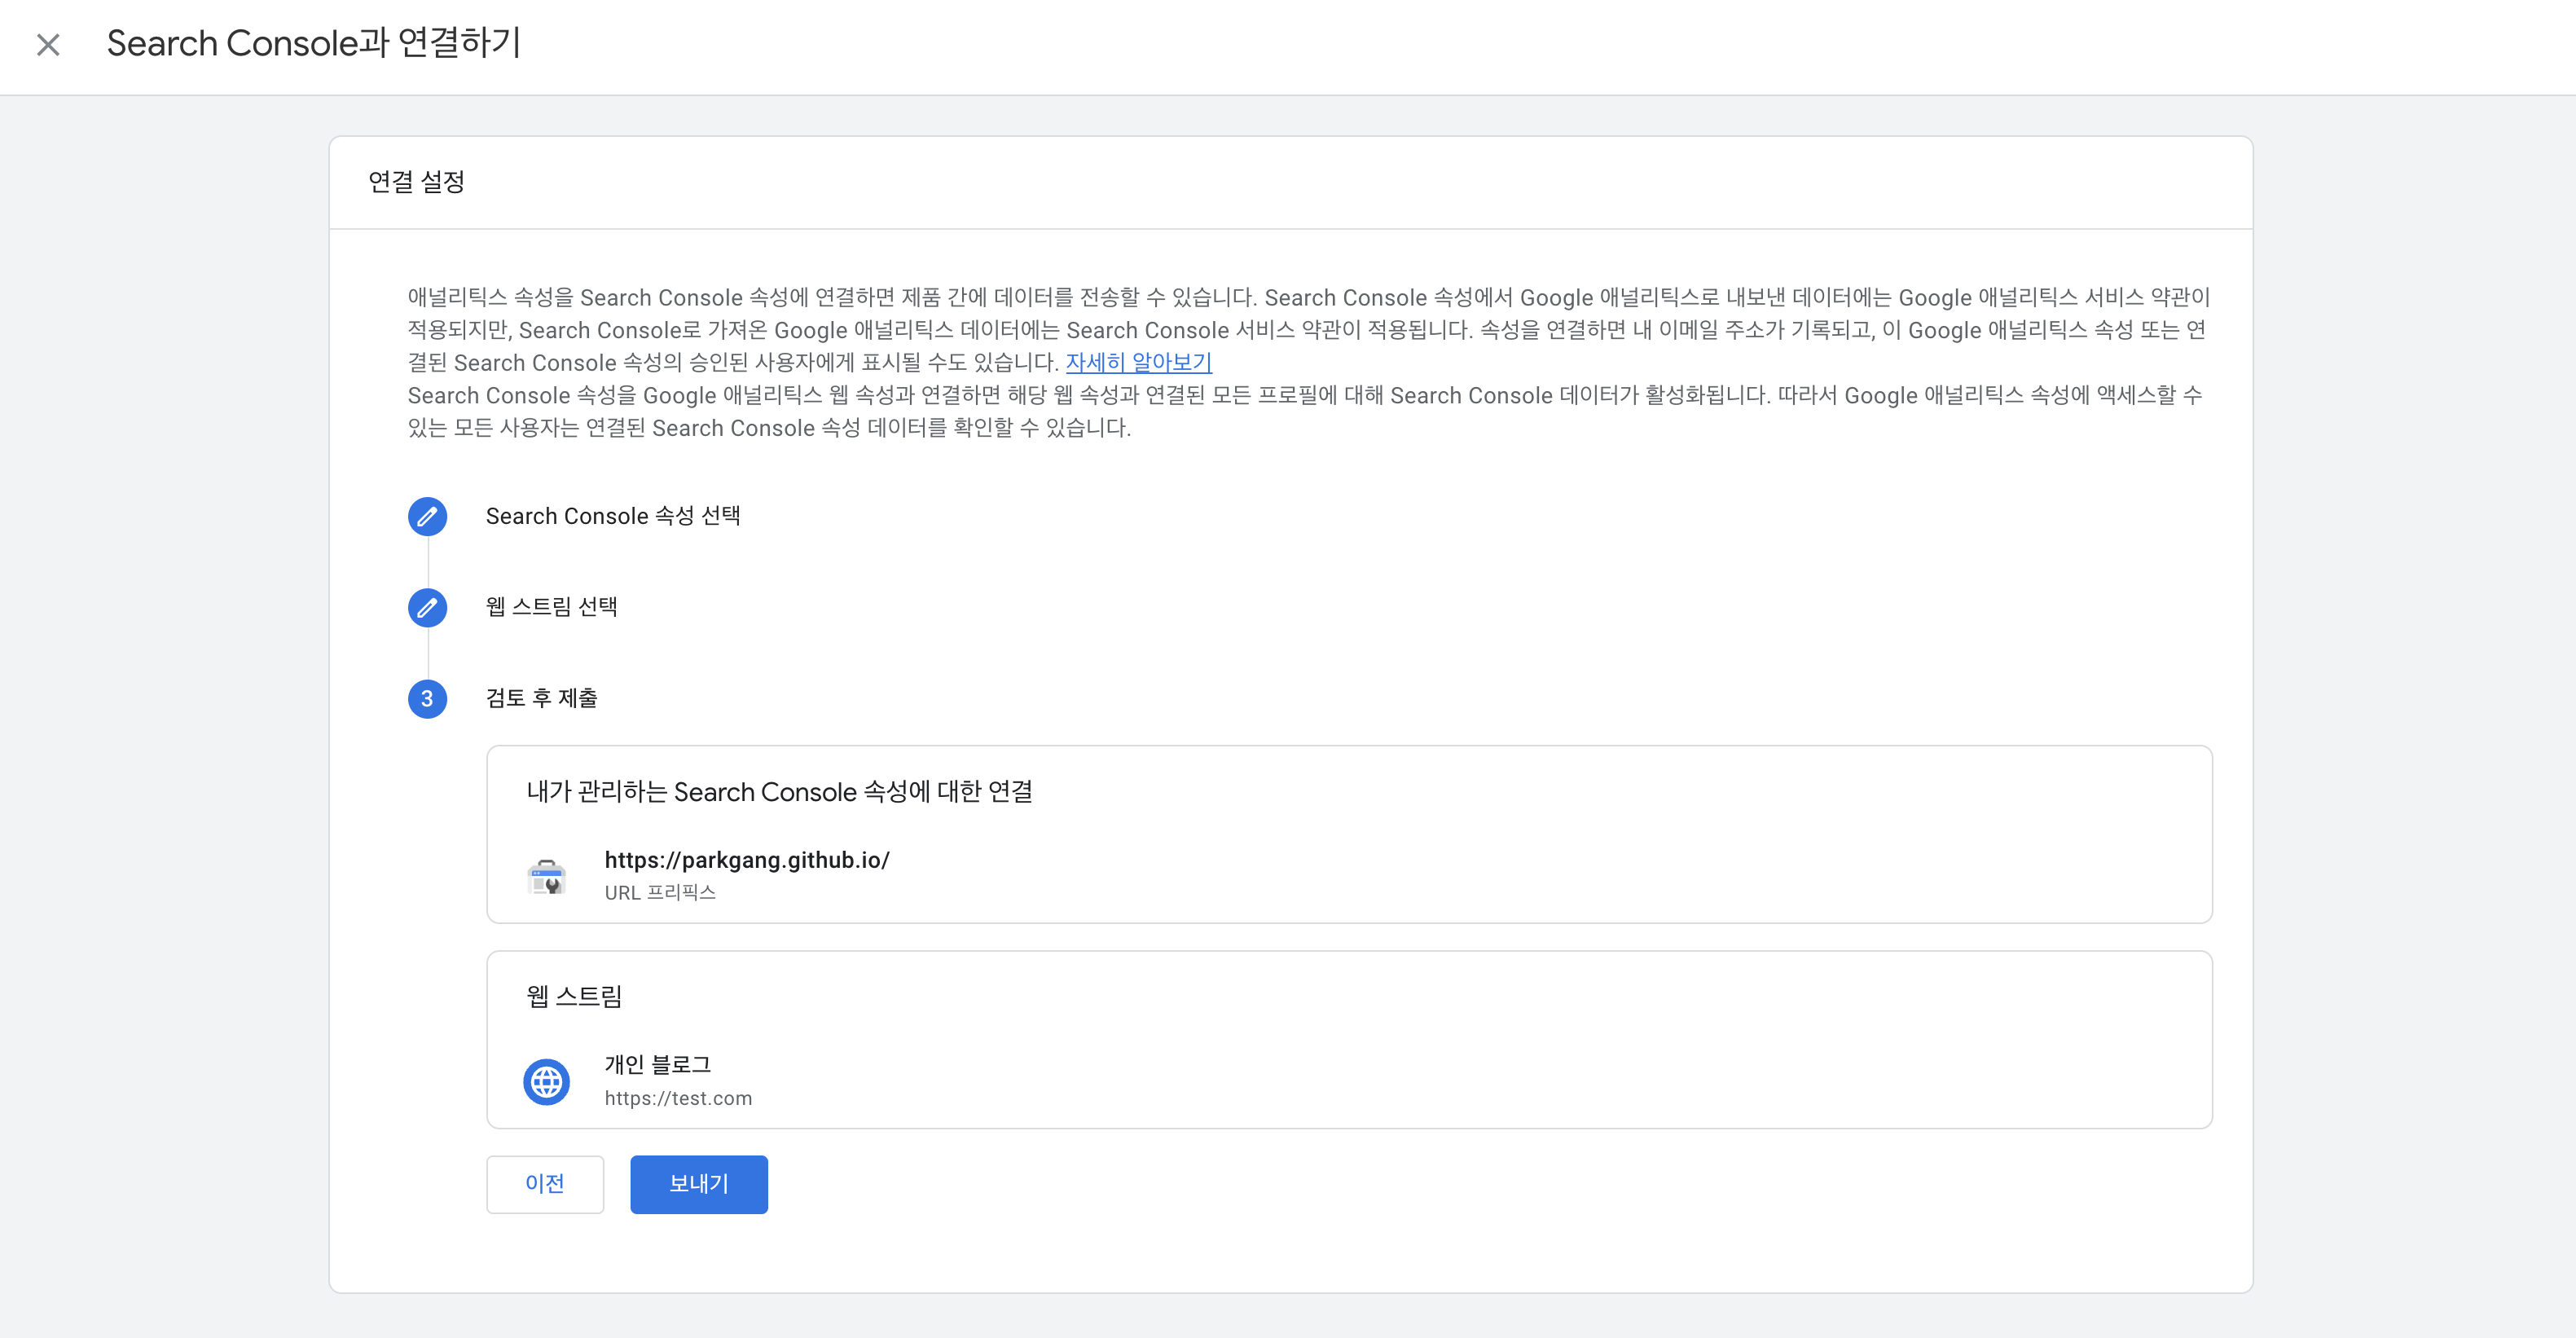 Search Console과 연결하기
연결 설정
애널리틱스 속성을 Search Console 속성에 연결하면 제품 간에 데이터를 전송할 수 있습니다. Search Console 속성에서 Google 애널리틱스로 내보낸 데이터에는 Google 애널리틱스 서비스 약관이
적용되지만, Search Console로 가져온 Google 애널리틱스 데이터에는 Search Console 서비스 약관이 적용됩니다. 속성을 연결하면 내 이메일 주소가 기록되고, 이 Google 애널리틱스 속성 또는 연
결된 Search Console 속성의 승인된 사용자에게 표시될 수도 있습니다. 자세히 알아보기
Search Console 속성을 Google 애널리틱스 웹 속성과 연결하면 해당 웹 속성과 연결된 모든 프로필에 대해 Search Console 데이터가 활성화됩니다. 따라서 Google 애널리틱스 속성에 액세스할 수
있는 모든 사용자는 연결된 Search Console 속성 데이터를 확인할 수 있습니다.
Search Console 속성 선택
웹 스트림 선택
3 검토 후 제출
내가 관리하는 Search Console 속성에 대한 연결
https://parkgang.github.io/
URL 프리픽스
웹 스트림
개인 블로그
https://test.com
이전 보내기